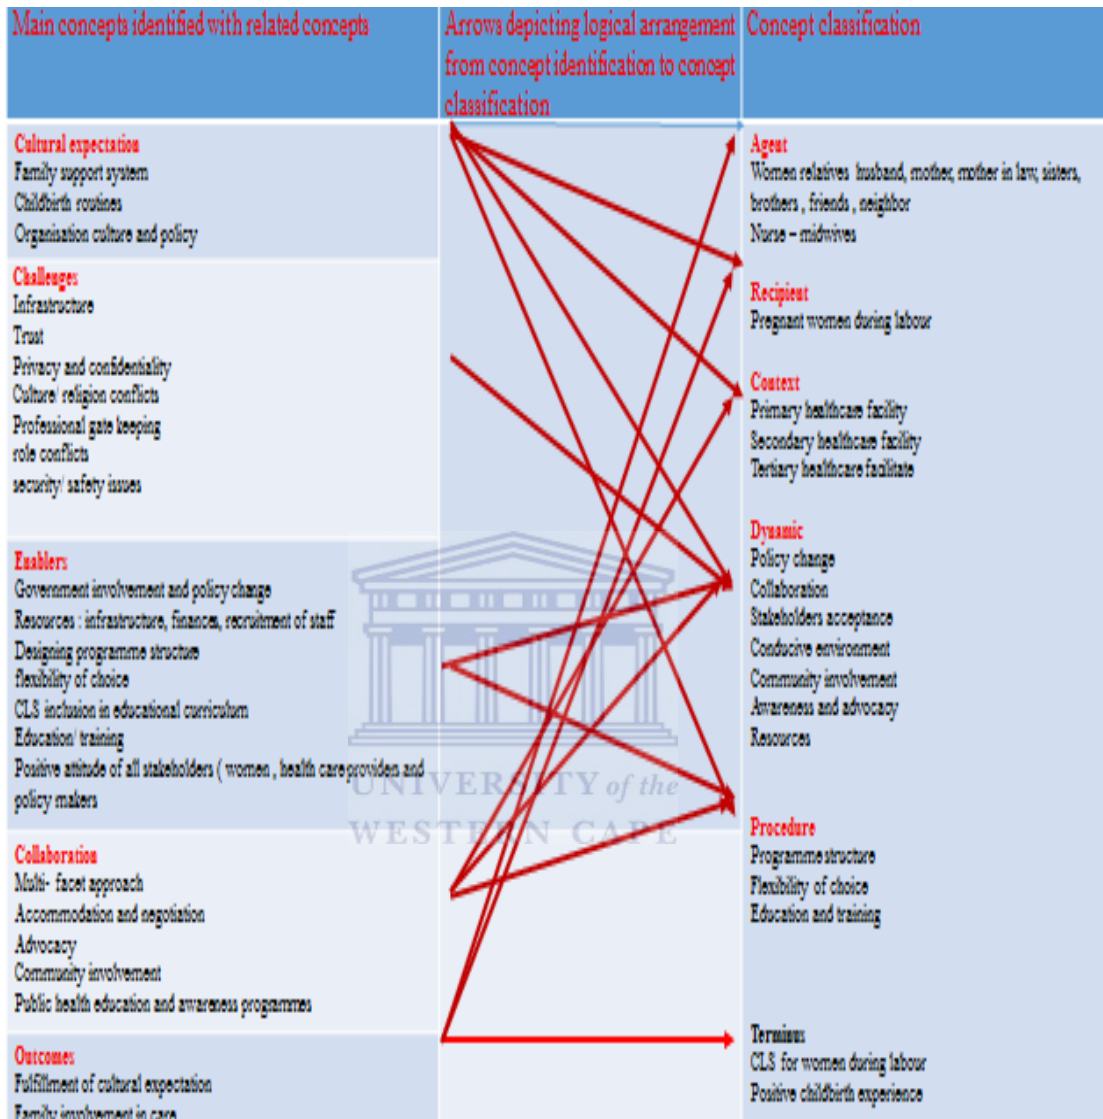 Main concepts identified with related concepts
Arrows depicting logical arrangement
from concept identification to concept
classification
Concept classification
Cultural expectation
Family support system
Childbirth routines
Organisation culture and policy
Challenges
Infrastructure
Trust
Privacy and confidentiality
Culture/ religion conflicts
Professional gate keeping
role conflicts
security/ safety issues
Enablers
Government involvement and policy change
Resources : infrastructure, finances, recruitment of staff
Designing programme structure
flexibility of choice
CLS inclusion in educational curriculum
Education/ training
Positive attitude of all stakeholders ( women , health care providers and
policy makers
Collaboration
Multi- facet approach
Accommodation and negotiation
Advocacy
Community involvement
Public health education and awareness programmes
Outcomes
Fulfillment of cultural expectation
Family involvement in care
Agent
Women relatives husband, mother, mother in law, sisters,
brothers , friends , neighbor
Nurse – midwives
Recipient
Pregnant women during labour
Context
Primary healthcare facility
Secondary healthcare facility
Tertiary healthcare facilitate
Dynamic
Policy change
Collaboration
Stakeholders acceptance
Conducive environment
Community involvement
Awareness and advocacy
Resources
Procedure
Programme structure
Flexibility of choice
Education and training
Terminus
CLS for women during labour
Positive childbirth experience
UNIVERSITY of the
WESTERN CAPE